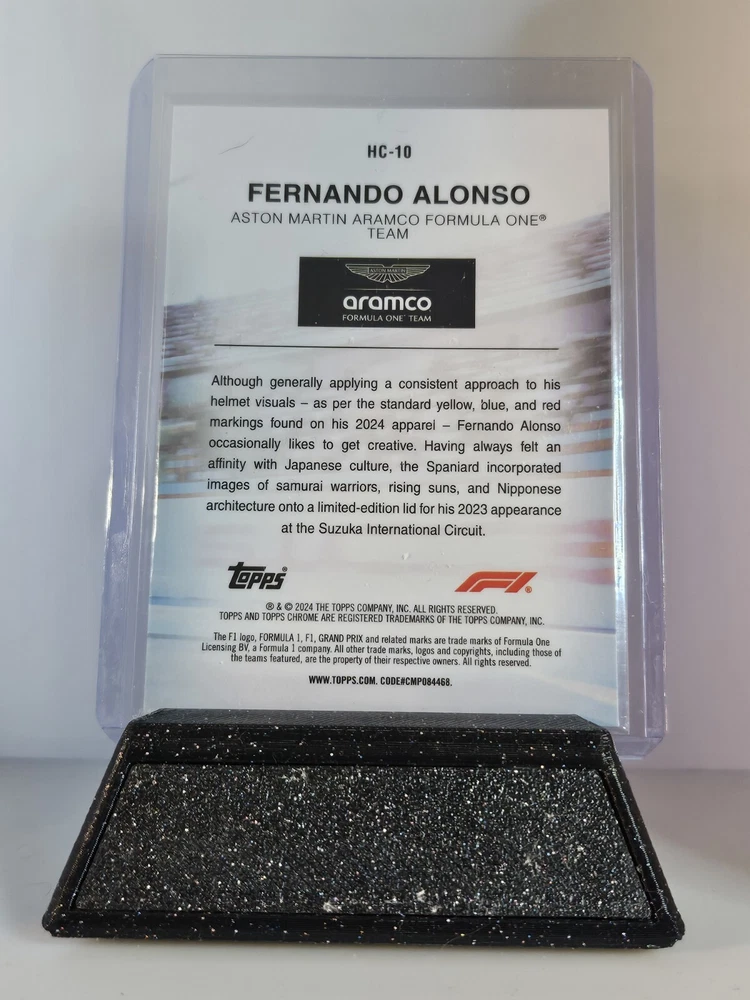 HC-10
FERNANDO ALONSO
ASTON MARTIN ARAMCO FORMULA ONE®
TEAM
ASTON MARTIN
aramco
FORMULA ONE™ TEAM
Although generally applying a consistent approach to his
helmet visuals – as per the standard yellow, blue, and red
markings found on his 2024 apparel – Fernando Alonso
occasionally likes to get creative. Having always felt an
affinity with Japanese culture, the Spaniard incorporated
images of samurai warriors, rising suns, and Nipponese
architecture onto a limited-edition lid for his 2023 appearance
at the Suzuka International Circuit.
Topps®
F1®
® & © 2024 THE TOPPS COMPANY, INC. ALL RIGHTS RESERVED.
TOPPS AND TOPPS CHROME ARE REGISTERED TRADEMARKS OF THE TOPPS COMPANY, INC.
The F1 logo, FORMULA 1, F1, GRAND PRIX and related marks are trade marks of Formula One
Licensing BV, a Formula 1 company. All other trade marks, logos and copyrights, including those of
the teams featured, are the property of their respective owners. All rights reserved.
WWW.TOPPS.COM. CODE#CMP084468.